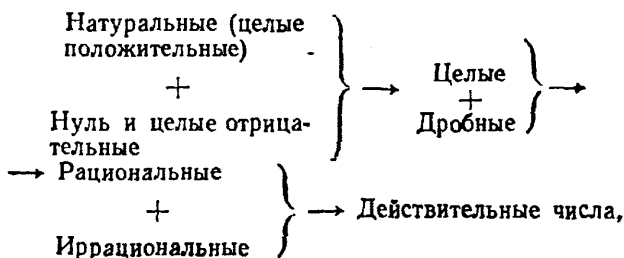 Натуральные (целые
положительные)
+
Нуль и целые отрица-
тельные
} → Целые
+
Дробные } →
→ Рациональные
+
Иррациональные
} → Действительные числа,